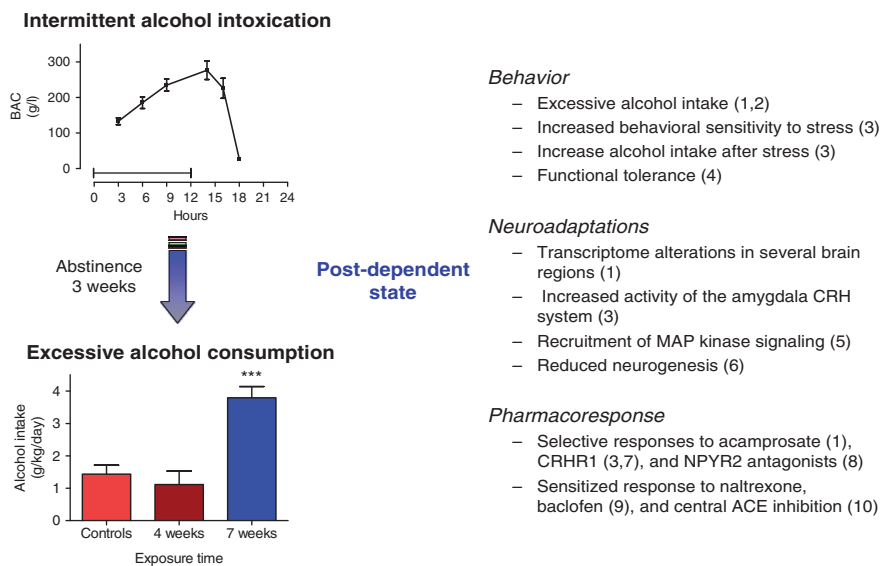 Intermittent alcohol intoxication
BAC
(g/l)
300
200
100
0
0 3 6 9 12 15 18 21 24
Hours
Abstinence
3 weeks
Post-dependent
state
Excessive alcohol consumption
***
Alcohol intake
(g/kg/day)
4
3
2
1
0
Controls 4 weeks 7 weeks
Exposure time
Behavior
– Excessive alcohol intake (1,2)
– Increased behavioral sensitivity to stress (3)
– Increase alcohol intake after stress (3)
– Functional tolerance (4)
Neuroadaptations
– Transcriptome alterations in several brain
regions (1)
– Increased activity of the amygdala CRH
system (3)
– Recruitment of MAP kinase signaling (5)
– Reduced neurogenesis (6)
Pharmacoresponse
– Selective responses to acamprosate (1),
CRHR1 (3,7), and NPYR2 antagonists (8)
– Sensitized response to naltrexone,
baclofen (9), and central ACE inhibition (10)